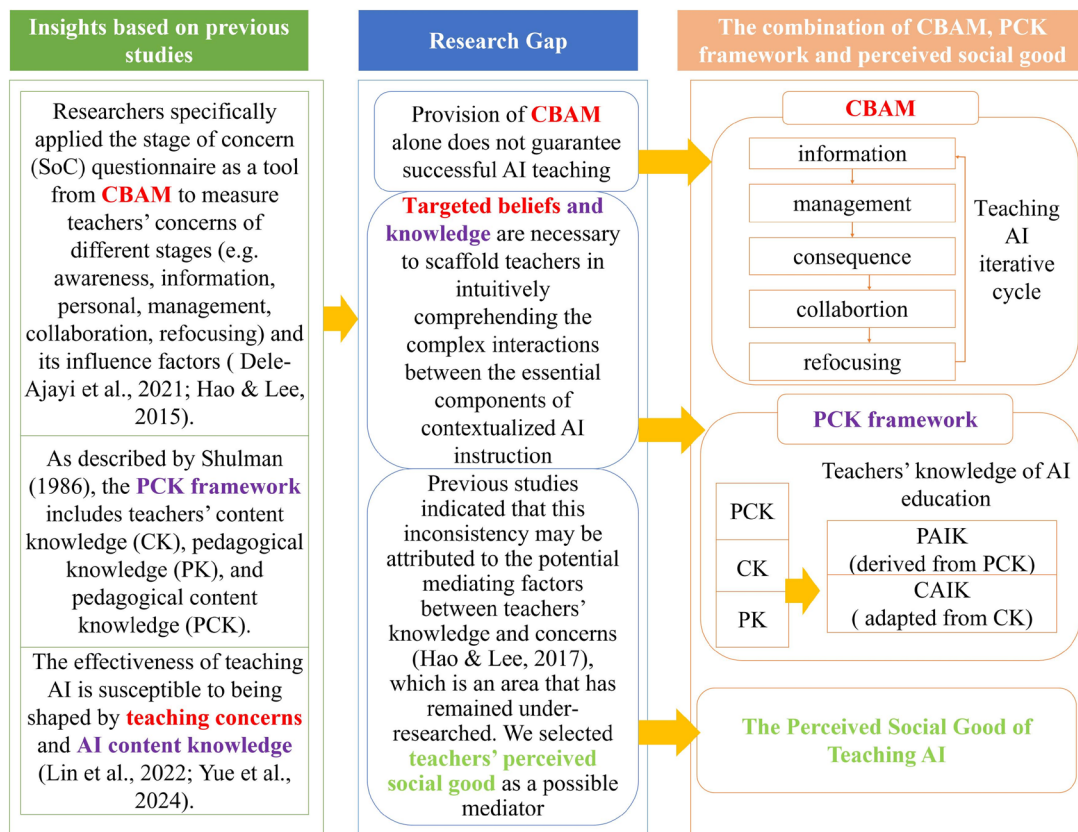 Insights based on previous
studies
Researchers specifically
applied the stage of concern
(SoC) questionnaire as a tool
from CBAM to measure
teachers' concerns of
different stages (e.g.
awareness, information,
personal, management,
collaboration, refocusing) and
its influence factors ( Dele-
Ajayi et al., 2021; Hao & Lee,
2015).
As described by Shulman
(1986), the PCK framework
includes teachers' content
knowledge (CK), pedagogical
knowledge (PK), and
pedagogical content
knowledge (PCK).
The effectiveness of teaching
AI is susceptible to being
shaped by teaching concerns
and AI content knowledge
(Lin et al., 2022; Yue et al.,
2024).
Research Gap
Provision of CBAM
alone does not guarantee
successful AI teaching
Targeted beliefs and
knowledge are necessary
to scaffold teachers in
intuitively
comprehending the
complex interactions
between the essential
components of
contextualized AI
instruction
Previous studies
indicated that this
inconsistency may be
attributed to the potential
mediating factors
between teachers'
knowledge and concerns
(Hao & Lee, 2017),
which is an area that has
remained under-
researched. We selected
teachers' perceived
social good as a possible
mediator
The combination of CBAM, PCK
framework and perceived social good
CBAM
information
management
consequence
collabortion
refocusing
Teaching
AI
iterative
cycle
PCK framework
PCK
CK
PK
Teachers' knowledge of AI
education
PAIK
(derived from PCK)
CAIK
( adapted from CK)
The Perceived Social Good of
Teaching AI